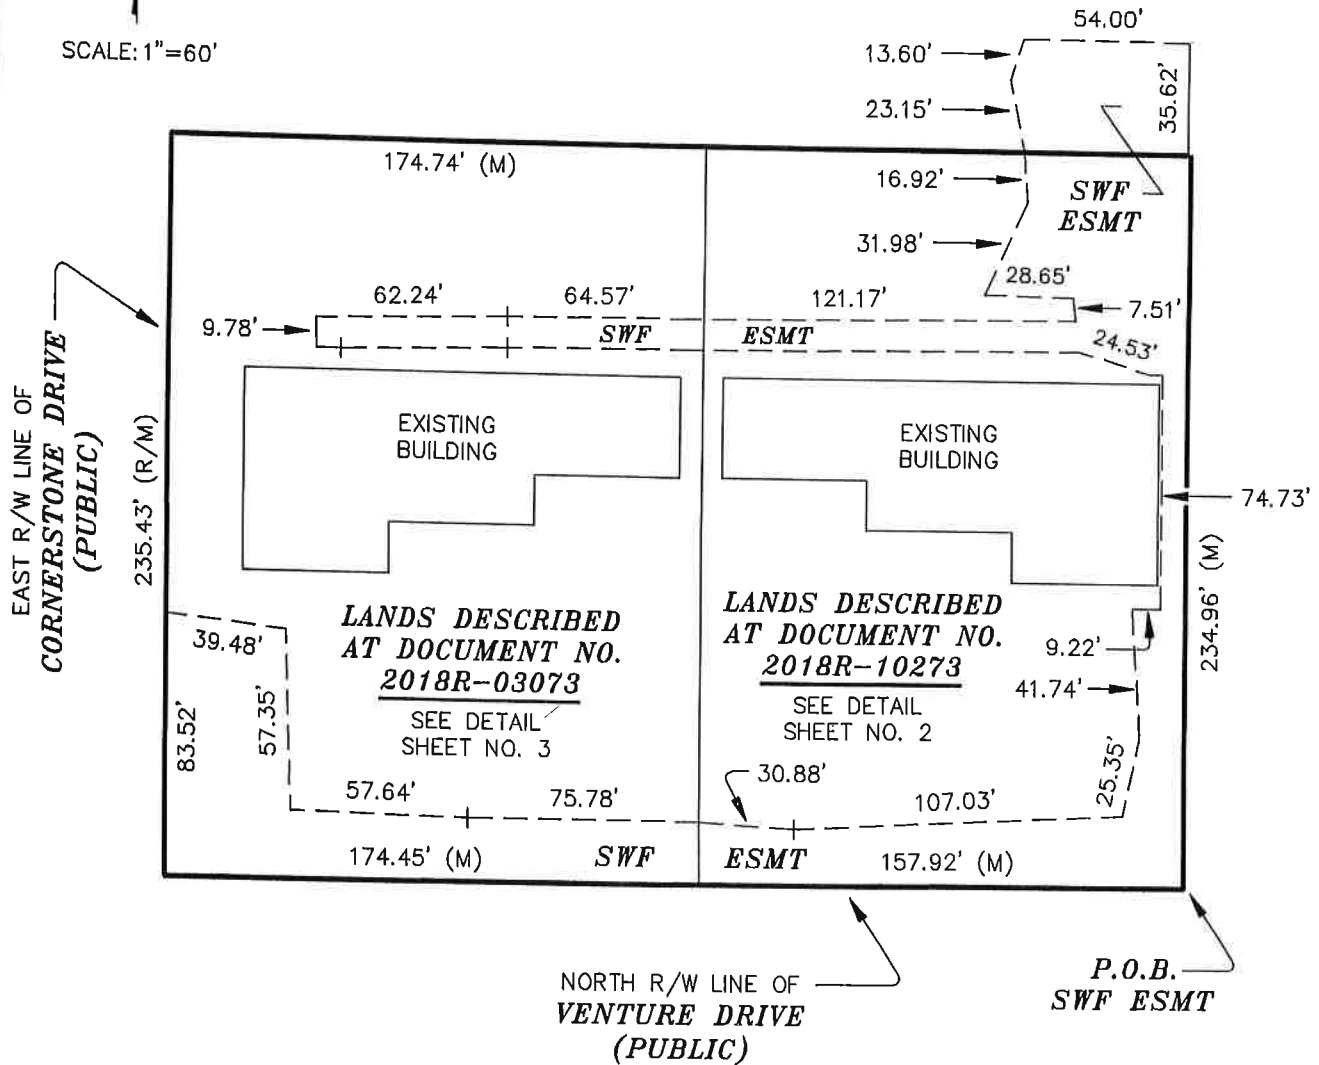 SCALE: 1"=60'
54.00'
13.60'
35.62'
23.15'
174.74' (M)
16.92'
SWF
ESMT
31.98'
28.65'
62.24'
64.57'
121.17'
7.51'
9.78'
SWF
ESMT
24.53'
EAST R/W LINE OF
CORNERSTONE DRIVE
(PUBLIC)
235.43' (R/M)
EXISTING
BUILDING
EXISTING
BUILDING
74.73'
234.96' (M)
LANDS DESCRIBED
AT DOCUMENT NO.
2018R-03073
SEE DETAIL
SHEET NO. 3
LANDS DESCRIBED
AT DOCUMENT NO.
2018R-10273
SEE DETAIL
SHEET NO. 2
39.48'
9.22'
41.74'
83.52'
57.35'
25.35'
57.64'
75.78'
30.88'
107.03'
174.45' (M)
SWF
ESMT
157.92' (M)
NORTH R/W LINE OF
VENTURE DRIVE
(PUBLIC)
P.O.B.
SWF ESMT